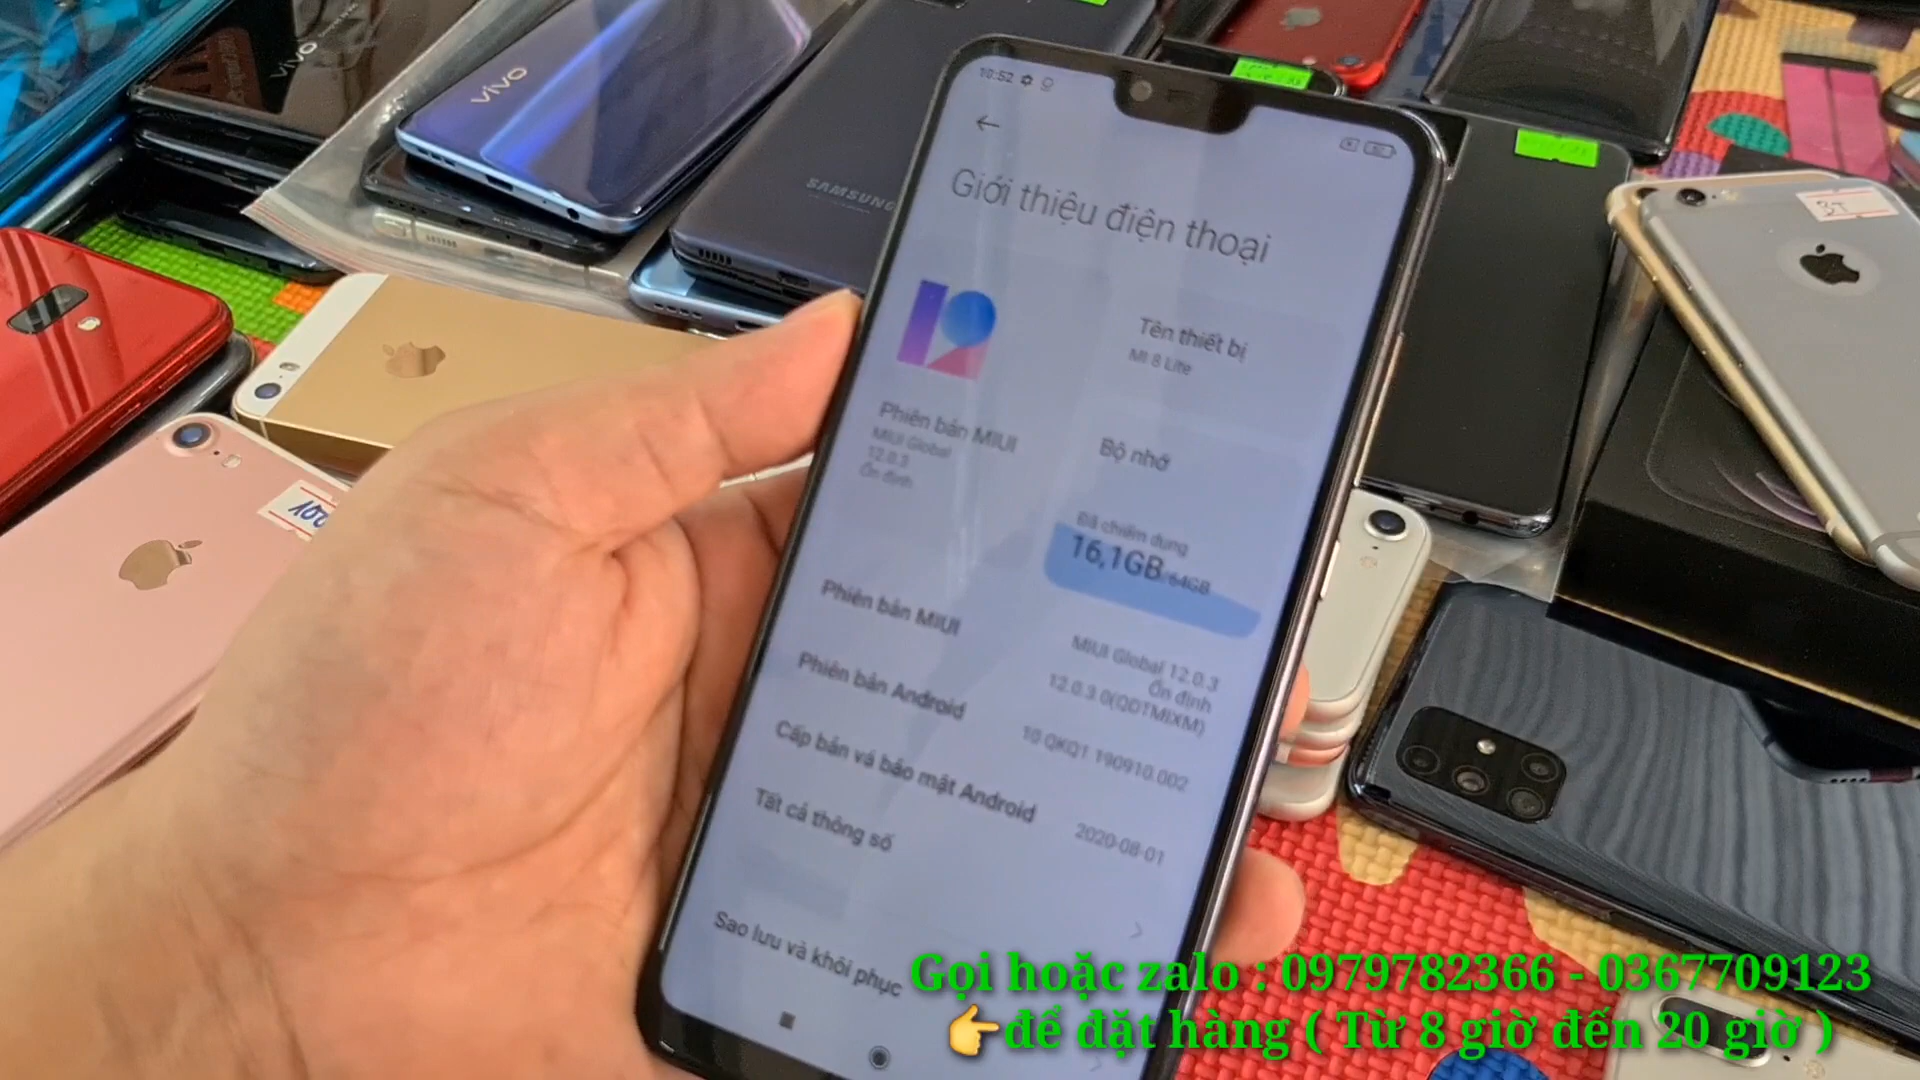 vivo
vivo
SAMSUNG
3T
10:52
Giới thiệu điện thoại
Tên thiết bị
MI 8 Lite
Phiên bản MIUI
MIUI Global
12.0.3
Ổn định
Bộ nhớ
Đã chiếm dụng
16,1GB/64GB
Phiên bản MIUI
MIUI Global 12.0.3
Ổn định
12.0.3.0(QDTMIXM)
Phiên bản Android
10 QKQ1.190910.002
Cấp bản vá bảo mật Android
2020-08-01
Tất cả thông số
Sao lưu và khôi phục
Gọi hoặc zalo : 0979782366 - 0367709123
👉để đặt hàng ( Từ 8 giờ đến 20 giờ )